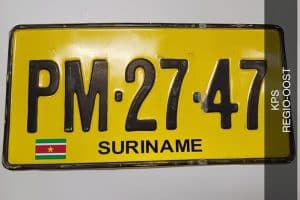 PM·27·47
SURINAME
KPS
REGIO-OOST